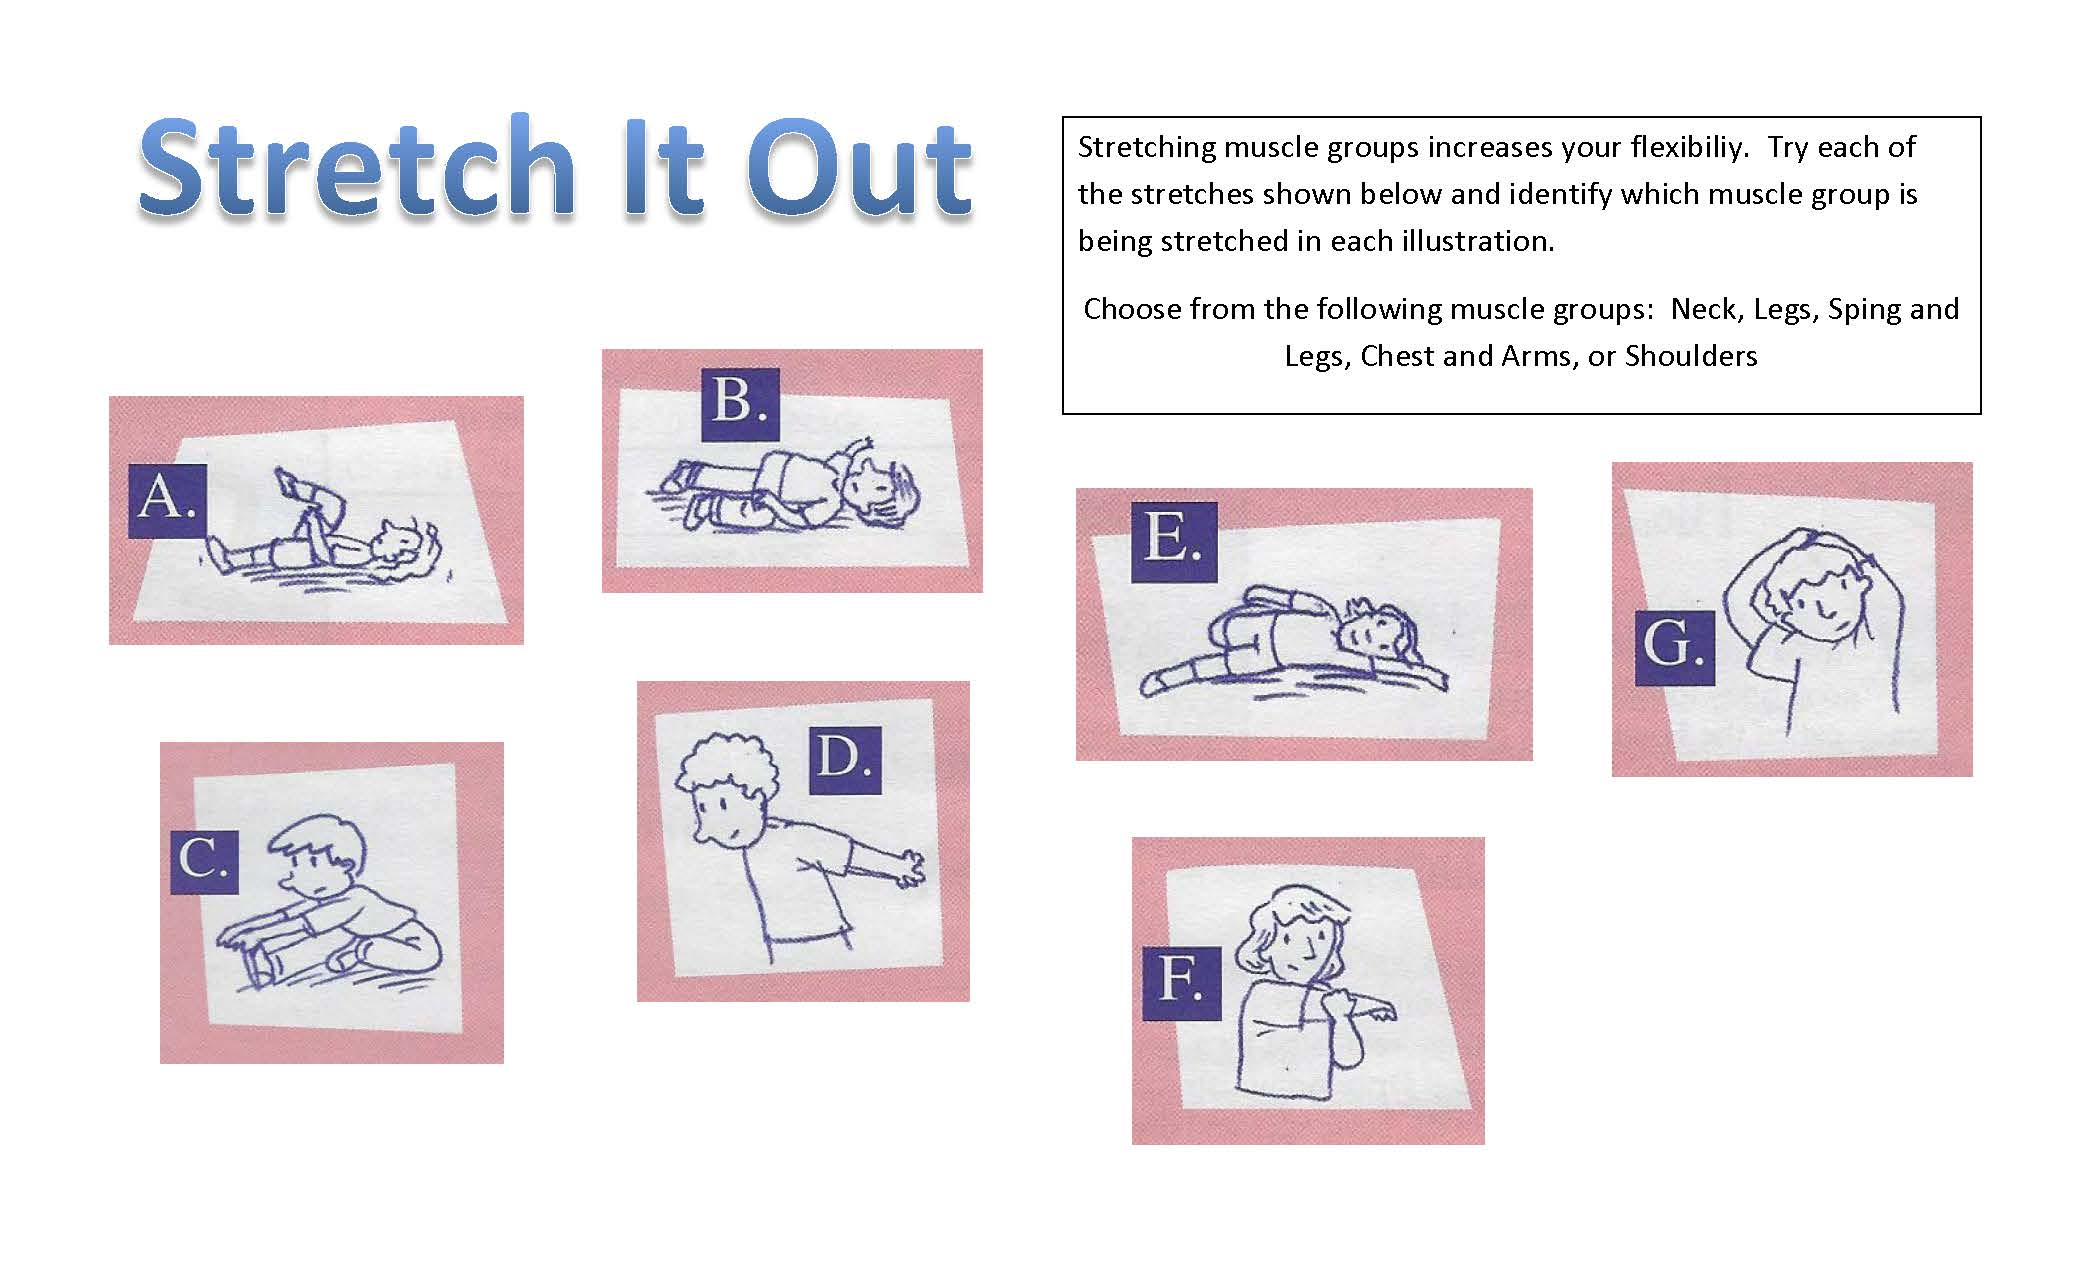 Stretch It Out
Stretching muscle groups increases your flexibiliy.  Try each of
the stretches shown below and identify which muscle group is
being stretched in each illustration.
Choose from the following muscle groups:  Neck, Legs, Sping and
Legs, Chest and Arms, or Shoulders
A.
B.
C.
D.
E.
F.
G.